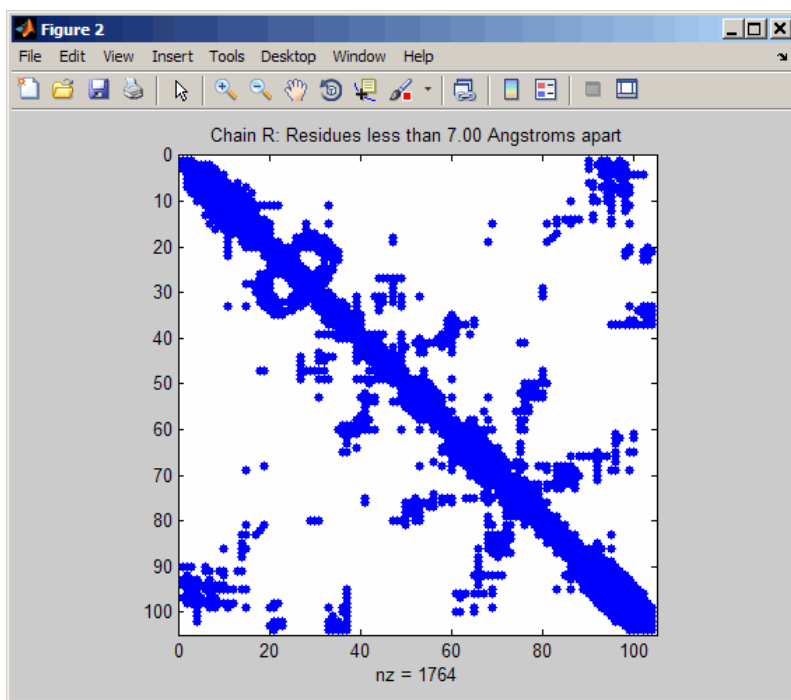 Figure 2
File Edit View Insert Tools Desktop Window Help
Chain R: Residues less than 7.00 Angstroms apart
0
10
20
30
40
50
60
70
80
90
100
0 20 40 60 80 100
nz = 1764